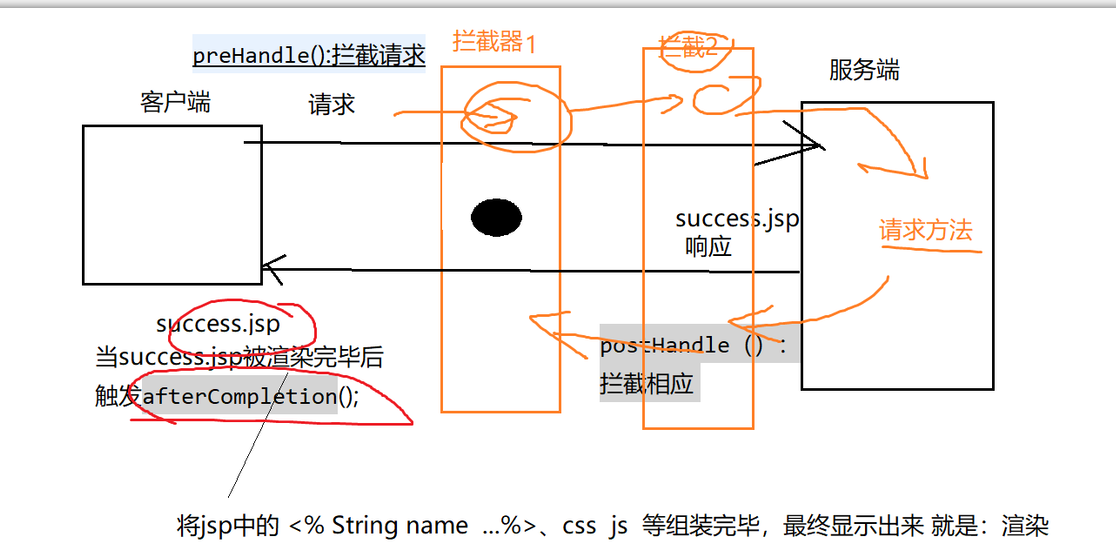 preHandle():拦截请求
拦截器1
拦截2
服务端
客户端
请求
success.jsp
响应
请求方法
success.jsp
当success.jsp被渲染完毕后
触发afterCompletion();
postHandle（）：
拦截相应
将jsp中的 <% String name ...%>、css js 等组装完毕，最终显示出来 就是：渲染